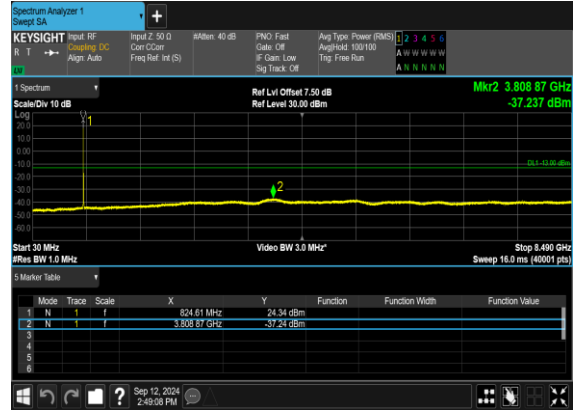 Spectrum Analyzer 1
Swept SA
+
KEYSIGHT Input: RF Input Z: 50 Ω #Atten: 40 dB PNO: Fast Avg Type: Power (RMS) 1 2 3 4 5 6
R T Coupling: DC Corr CCorr Gate: Off Avg|Hold: 100/100 A W W W W W
Align: Auto Freq Ref: Int (S) IF Gain: Low Trig: Free Run
LM Sig Track: Off A N N N N N
1 Spectrum Ref Lvl Offset 7.50 dB Mkr2 3.808 87 GHz
Scale/Div 10 dB Ref Level 30.00 dBm -37.237 dBm
Log
1
20.0
10.0
0.00
-10.0 DL1 -13.00 dBm
-20.0
-30.0 2
-40.0
-50.0
-60.0
Start 30 MHz Video BW 3.0 MHz* Stop 8.490 GHz
#Res BW 1.0 MHz Sweep 16.0 ms (40001 pts)
5 Marker Table
Mode Trace Scale X Y Function Function Width Function Value
1 N 1 f 824.61 MHz 24.34 dBm
2 N 1 f 3.808 87 GHz -37.24 dBm
3
4
5
6
? Sep 12, 2024
2:49:08 PM